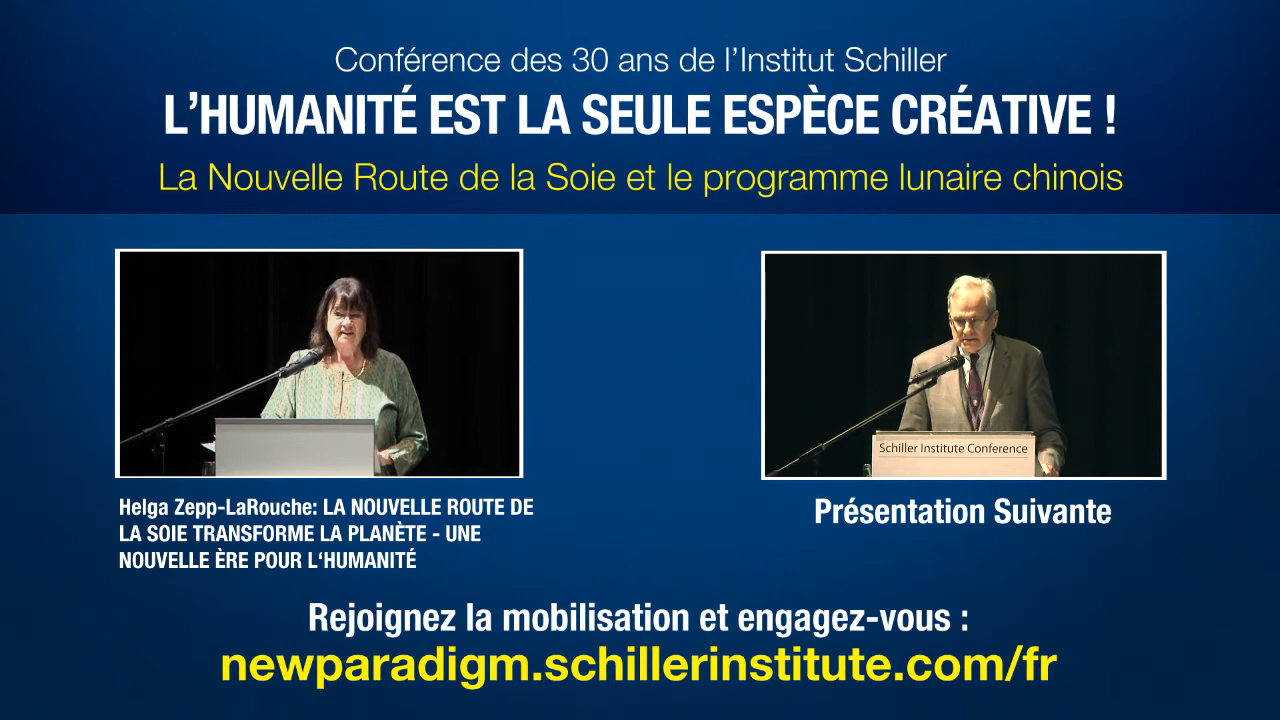 Conférence des 30 ans de l’Institut Schiller
L’HUMANITÉ EST LA SEULE ESPÈCE CRÉATIVE !
La Nouvelle Route de la Soie et le programme lunaire chinois
Schiller Institute Conference
Helga Zepp-LaRouche: LA NOUVELLE ROUTE DE
LA SOIE TRANSFORME LA PLANÈTE - UNE
NOUVELLE ÈRE POUR L‘HUMANITÉ
Présentation Suivante
Rejoignez la mobilisation et engagez-vous :
newparadigm.schillerinstitute.com/fr